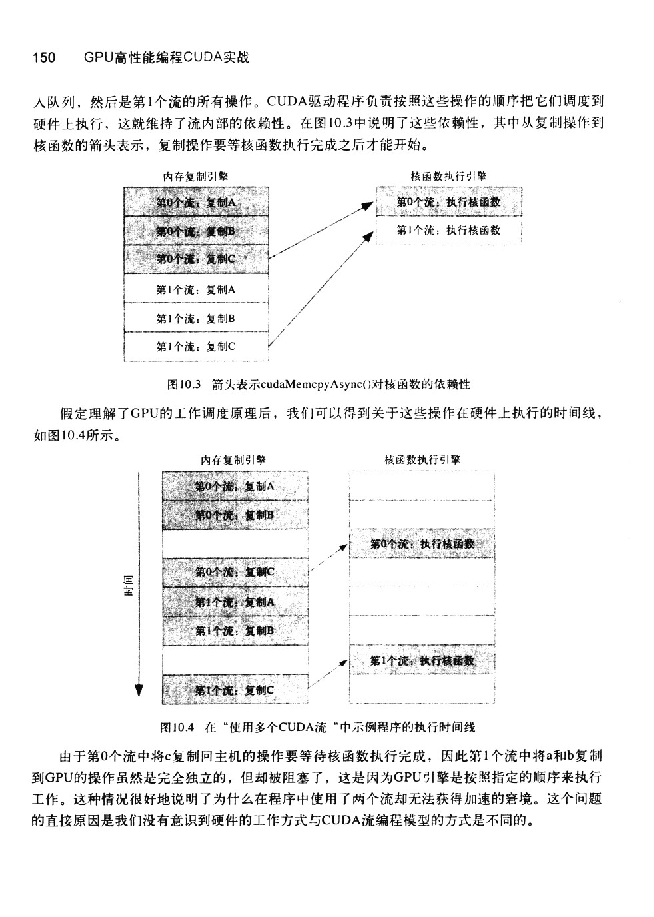 150 GPU高性能编程CUDA实战
入队列，然后是第1个流的所有操作。CUDA驱动程序负责按照这些操作的顺序把它们调度到
硬件上执行，这就维持了流内部的依赖性。在图10.3中说明了这些依赖性，其中从复制操作到
核函数的箭头表示，复制操作要等核函数执行完成之后才能开始。
内存复制引擎 核函数执行引擎
第0个流：复制A 第0个流：执行核函数
第0个流：复制B 第1个流：执行核函数
第0个流：复制C
第1个流：复制A
第1个流：复制B
第1个流：复制C
图10.3 箭头表示cudaMemcpyAsync()对核函数的依赖性
假定理解了GPU的工作调度原理后，我们可以得到关于这些操作在硬件上执行的时间线，
如图10.4所示。
内存复制引擎 核函数执行引擎
第0个流：复制A
第0个流：复制B
第0个流：执行核函数
第0个流：复制C
时间
第1个流：复制A
第1个流：复制B
第1个流：执行核函数
第1个流：复制C
图10.4 在“使用多个CUDA流”中示例程序的执行时间线
由于第0个流中将c复制回主机的操作要等待核函数执行完成，因此第1个流中将a和b复制
到GPU的操作虽然是完全独立的，但却被阻塞了，这是因为GPU引擎是按照指定的顺序来执行
工作。这种情况很好地说明了为什么在程序中使用了两个流却无法获得加速的窘境。这个问题
的直接原因是我们没有意识到硬件的工作方式与CUDA流编程模型的方式是不同的。